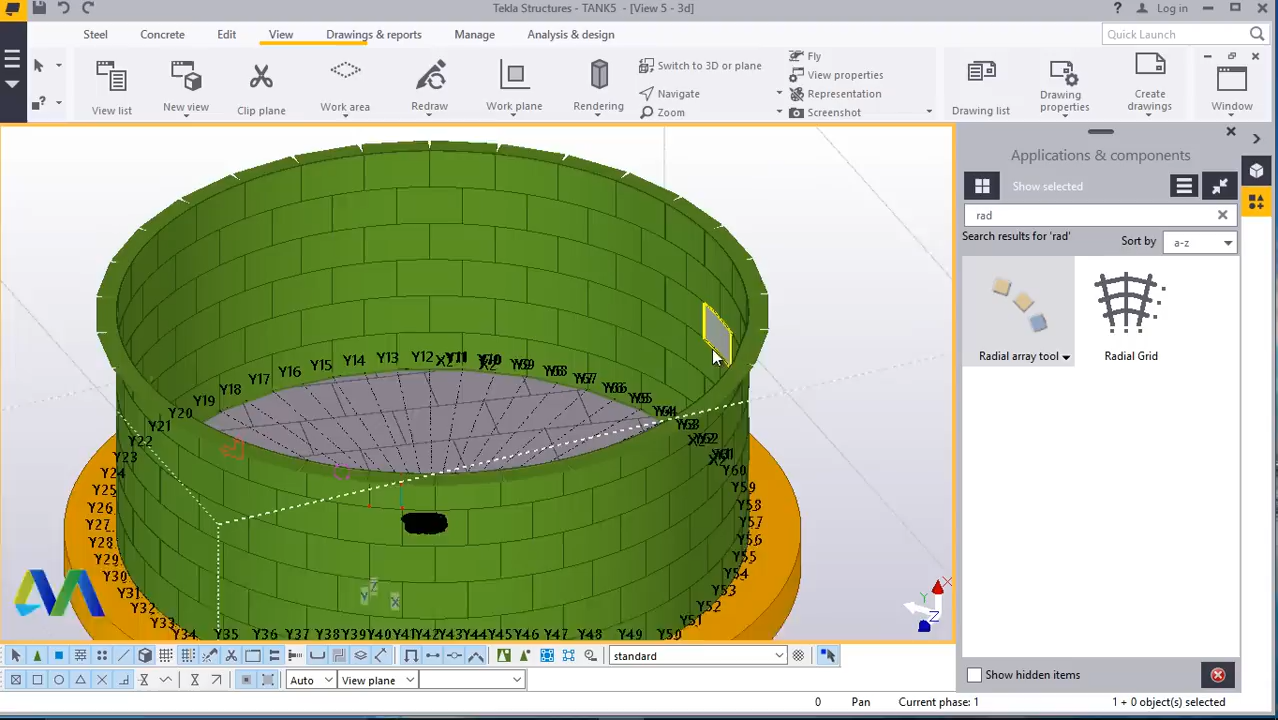 Tekla Structures - TANK5 - [View 5 - 3d]
? Log in
Steel Concrete Edit View Drawings & reports Manage Analysis & design
Quick Launch
View list
New view
Clip plane
Work area
Redraw
Work plane
Rendering
Switch to 3D or plane
Navigate
Zoom
Fly
View properties
Representation
Screenshot
Drawing list
Drawing
properties
Create
drawings
Window
Applications & components
Show selected
rad
Search results for 'rad'
Sort by a-z
Radial array tool
Radial Grid
Y12
Y13
Y14
Y15
Y16
Y17
Y18
Y19
Y20
Y21
Y22
Y23
Y24
Y25
Y26
Y27
Y28
Y29
Y30
Y31
Y32
Y33
Y34 Y35 Y36 Y37 Y38 Y39 Y40 Y41 Y42 Y43 Y44 Y45 Y46 Y47 Y48 Y49 Y50
Y51
Y52
Y53
Y54
Y55
Y56
Y57
Y58
Y59
Y60
X2
X2
Z
Y
X
Y
X
Z
Show hidden items
standard
Auto
View plane
0 Pan Current phase: 1 1 + 0 object(s) selected